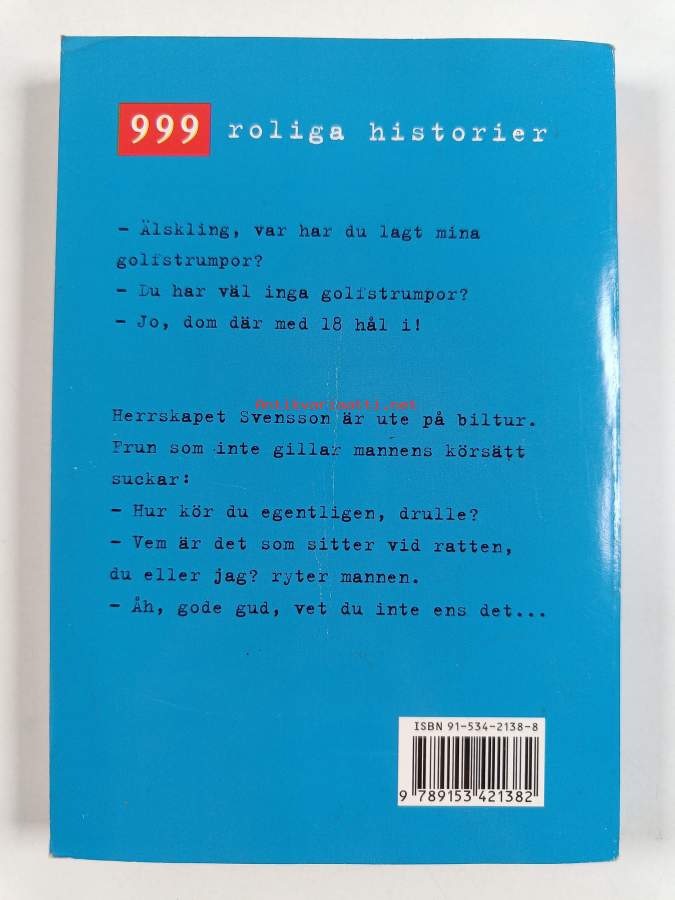 999 roliga historier
– Älskling, var har du lagt mina
golfstrumpor?
– Du har väl inga golfstrumpor?
– Jo, dom där med 18 hål i!
Antikvariaatti.net
Herrskapet Svensson är ute på biltur.
Frun som inte gillar mannens körsätt
suckar:
– Hur kör du egentligen, drulle?
– Vem är det som sitter vid ratten,
du eller jag? ryter mannen.
– Åh, gode gud, vet du inte ens det...
ISBN 91-534-2138-8
9 789153 421382